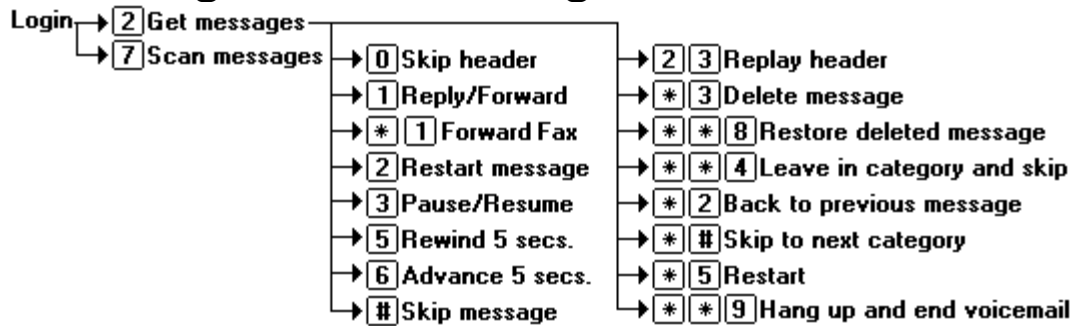 Login 2 Get messages
7 Scan messages
0 Skip header
1 Reply/Forward
* 1 Forward Fax
2 Restart message
3 Pause/Resume
5 Rewind 5 secs.
6 Advance 5 secs.
# Skip message
2 3 Replay header
* 3 Delete message
* * 8 Restore deleted message
* * 4 Leave in category and skip
* 2 Back to previous message
* # Skip to next category
* 5 Restart
* * 9 Hang up and end voicemail